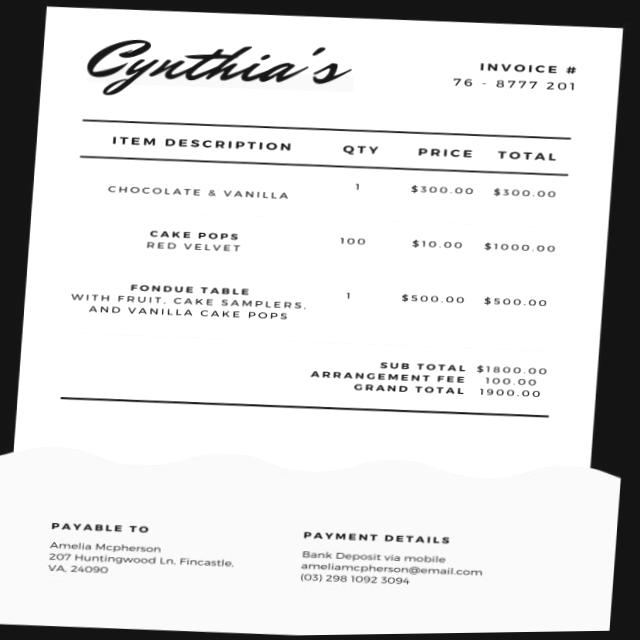 Cynthia's
INVOICE #
76 - 8777 201
ITEM DESCRIPTION QTY PRICE TOTAL
CHOCOLATE & VANILLA 1 $300.00 $300.00
CAKE POPS
RED VELVET 100 $10.00 $1000.00
FONDUE TABLE
WITH FRUIT, CAKE SAMPLERS, 1 $500.00 $500.00
AND VANILLA CAKE POPS
SUB TOTAL $1800.00
ARRANGEMENT FEE 100.00
GRAND TOTAL 1900.00
PAYABLE TO
Amelia Mcpherson
207 Huntingwood Ln, Fincastle,
VA, 24090
PAYMENT DETAILS
Bank Deposit via mobile
ameliamcpherson@email.com
(03) 298 1092 3094